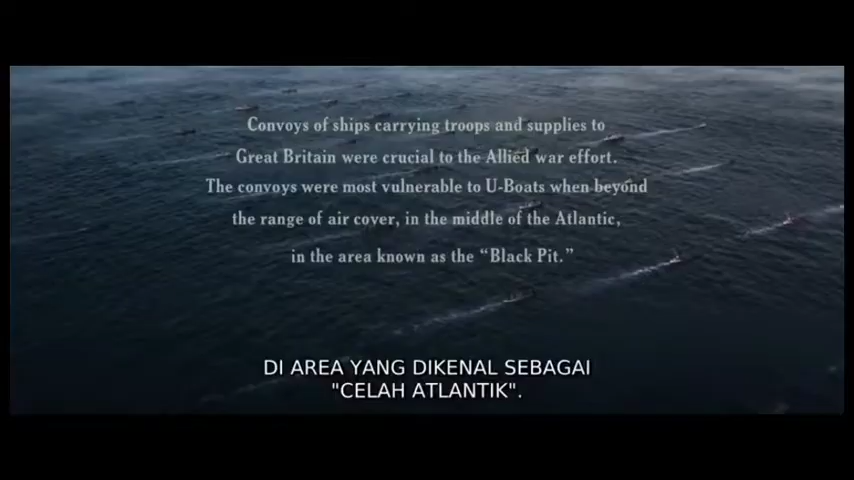 Convoys of ships carrying troops and supplies to
Great Britain were crucial to the Allied war effort.
The convoys were most vulnerable to U-Boats when beyond
the range of air cover, in the middle of the Atlantic,
in the area known as the “Black Pit.”
DI AREA YANG DIKENAL SEBAGAI
"CELAH ATLANTIK".